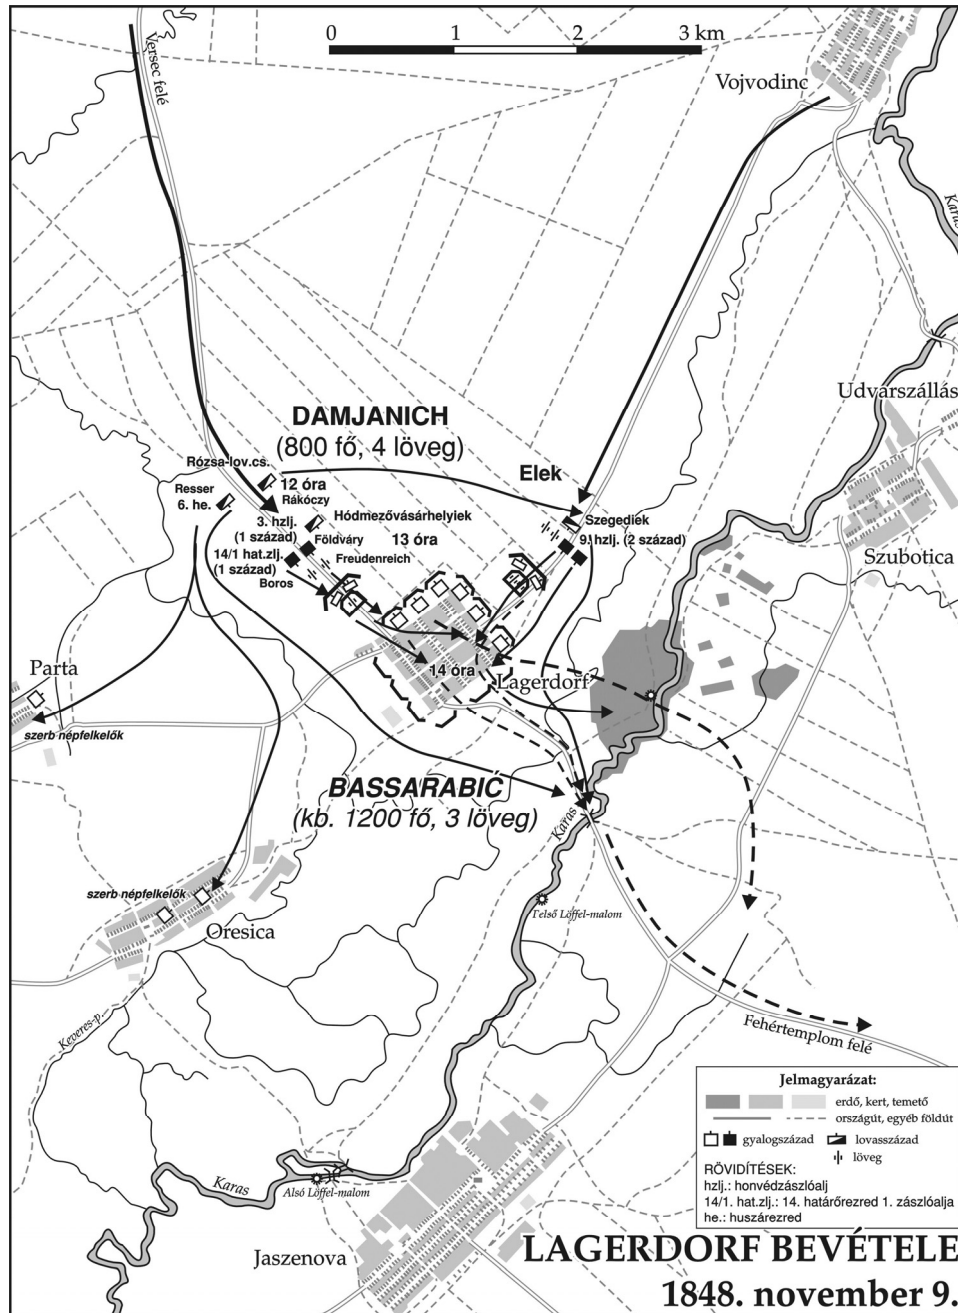 0 1 2 3 km
Versec felé
Vojvodinc
Karas
Udvarszállás
DAMJANICH
(800 fő, 4 löveg)
Rózsa-lov.cs.
12 óra
Elek
Resser
6. he.
Rákóczy
Hódmezővásárhelyiek
Szegediek
3. hzlj.
(1 század)
Földváry
13 óra
9. hzlj. (2 század)
14/1 hat.zlj.
(1 század)
Freudenreich
Boros
Szubotica
Parta
14 óra
Lagerdorf
szerb népfelkelők
BASSARABIĆ
(kb. 1200 fő, 3 löveg)
Karas
szerb népfelkelők
Felső Löffel-malom
Oresica
Keveres-p.
Fehértemplom felé
Karas
Alsó Löffel-malom
Jaszenova
Jelmagyarázat:
erdő, kert, temető
országút, egyéb földút
gyalogszázad lovasszázad
löveg
RÖVIDÍTÉSEK:
hzlj.: honvédzászlóalj
14/1. hat.zlj.: 14. határőrezred 1. zászlóalja
he.: huszárezred
LAGERDORF BEVÉTELE
1848. november 9.